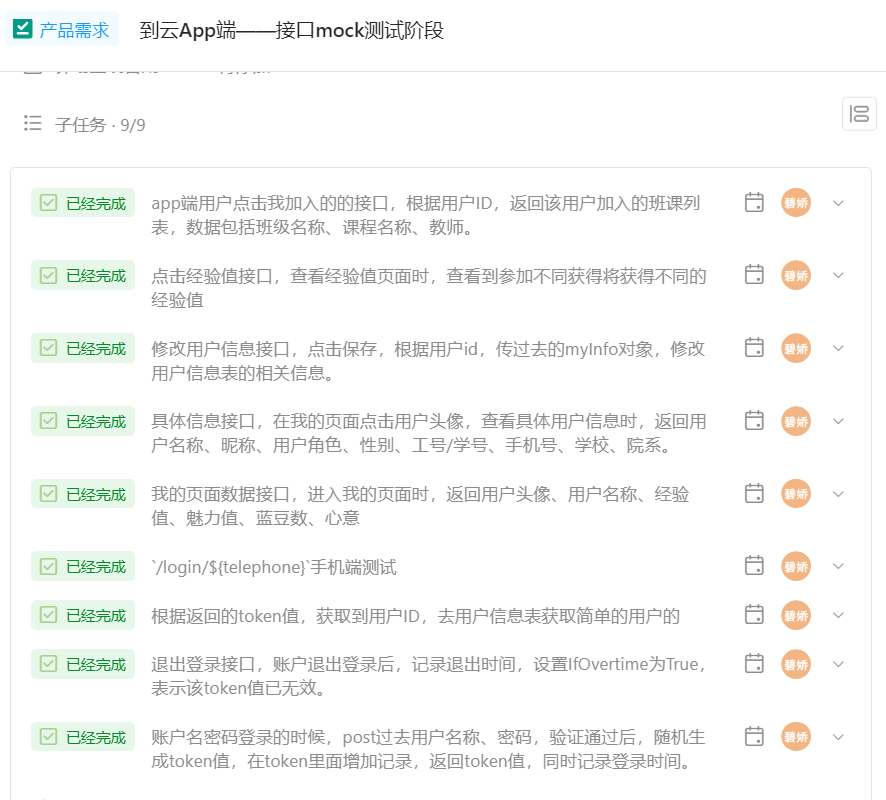 产品需求 到云App端——接口mock测试阶段
子任务 · 9/9
已经完成 app端用户点击我加入的的接口，根据用户ID，返回该用户加入的班课列
表，数据包括班级名称、课程名称、教师。
碧娇
已经完成 点击经验值接口，查看经验值页面时，查看到参加不同获得将获得不同的
经验值
碧娇
已经完成 修改用户信息接口，点击保存，根据用户id，传过去的myInfo对象，修改
用户信息表的相关信息。
碧娇
已经完成 具体信息接口，在我的页面点击用户头像，查看具体用户信息时，返回用
户名称、昵称、用户角色、性别、工号/学号、手机号、学校、院系。
碧娇
已经完成 我的页面数据接口，进入我的页面时，返回用户头像、用户名称、经验
值、魅力值、蓝豆数、心意
碧娇
已经完成 `/login/${telephone}`手机端测试
碧娇
已经完成 根据返回的token值，获取到用户ID，去用户信息表获取简单的用户的
碧娇
已经完成 退出登录接口，账户退出登录后，记录退出时间，设置IfOvertime为True，
表示该token值已无效。
碧娇
已经完成 账户名密码登录的时候，post过去用户名称、密码，验证通过后，随机生
成token值，在token里面增加记录，返回token值，同时记录登录时间。
碧娇